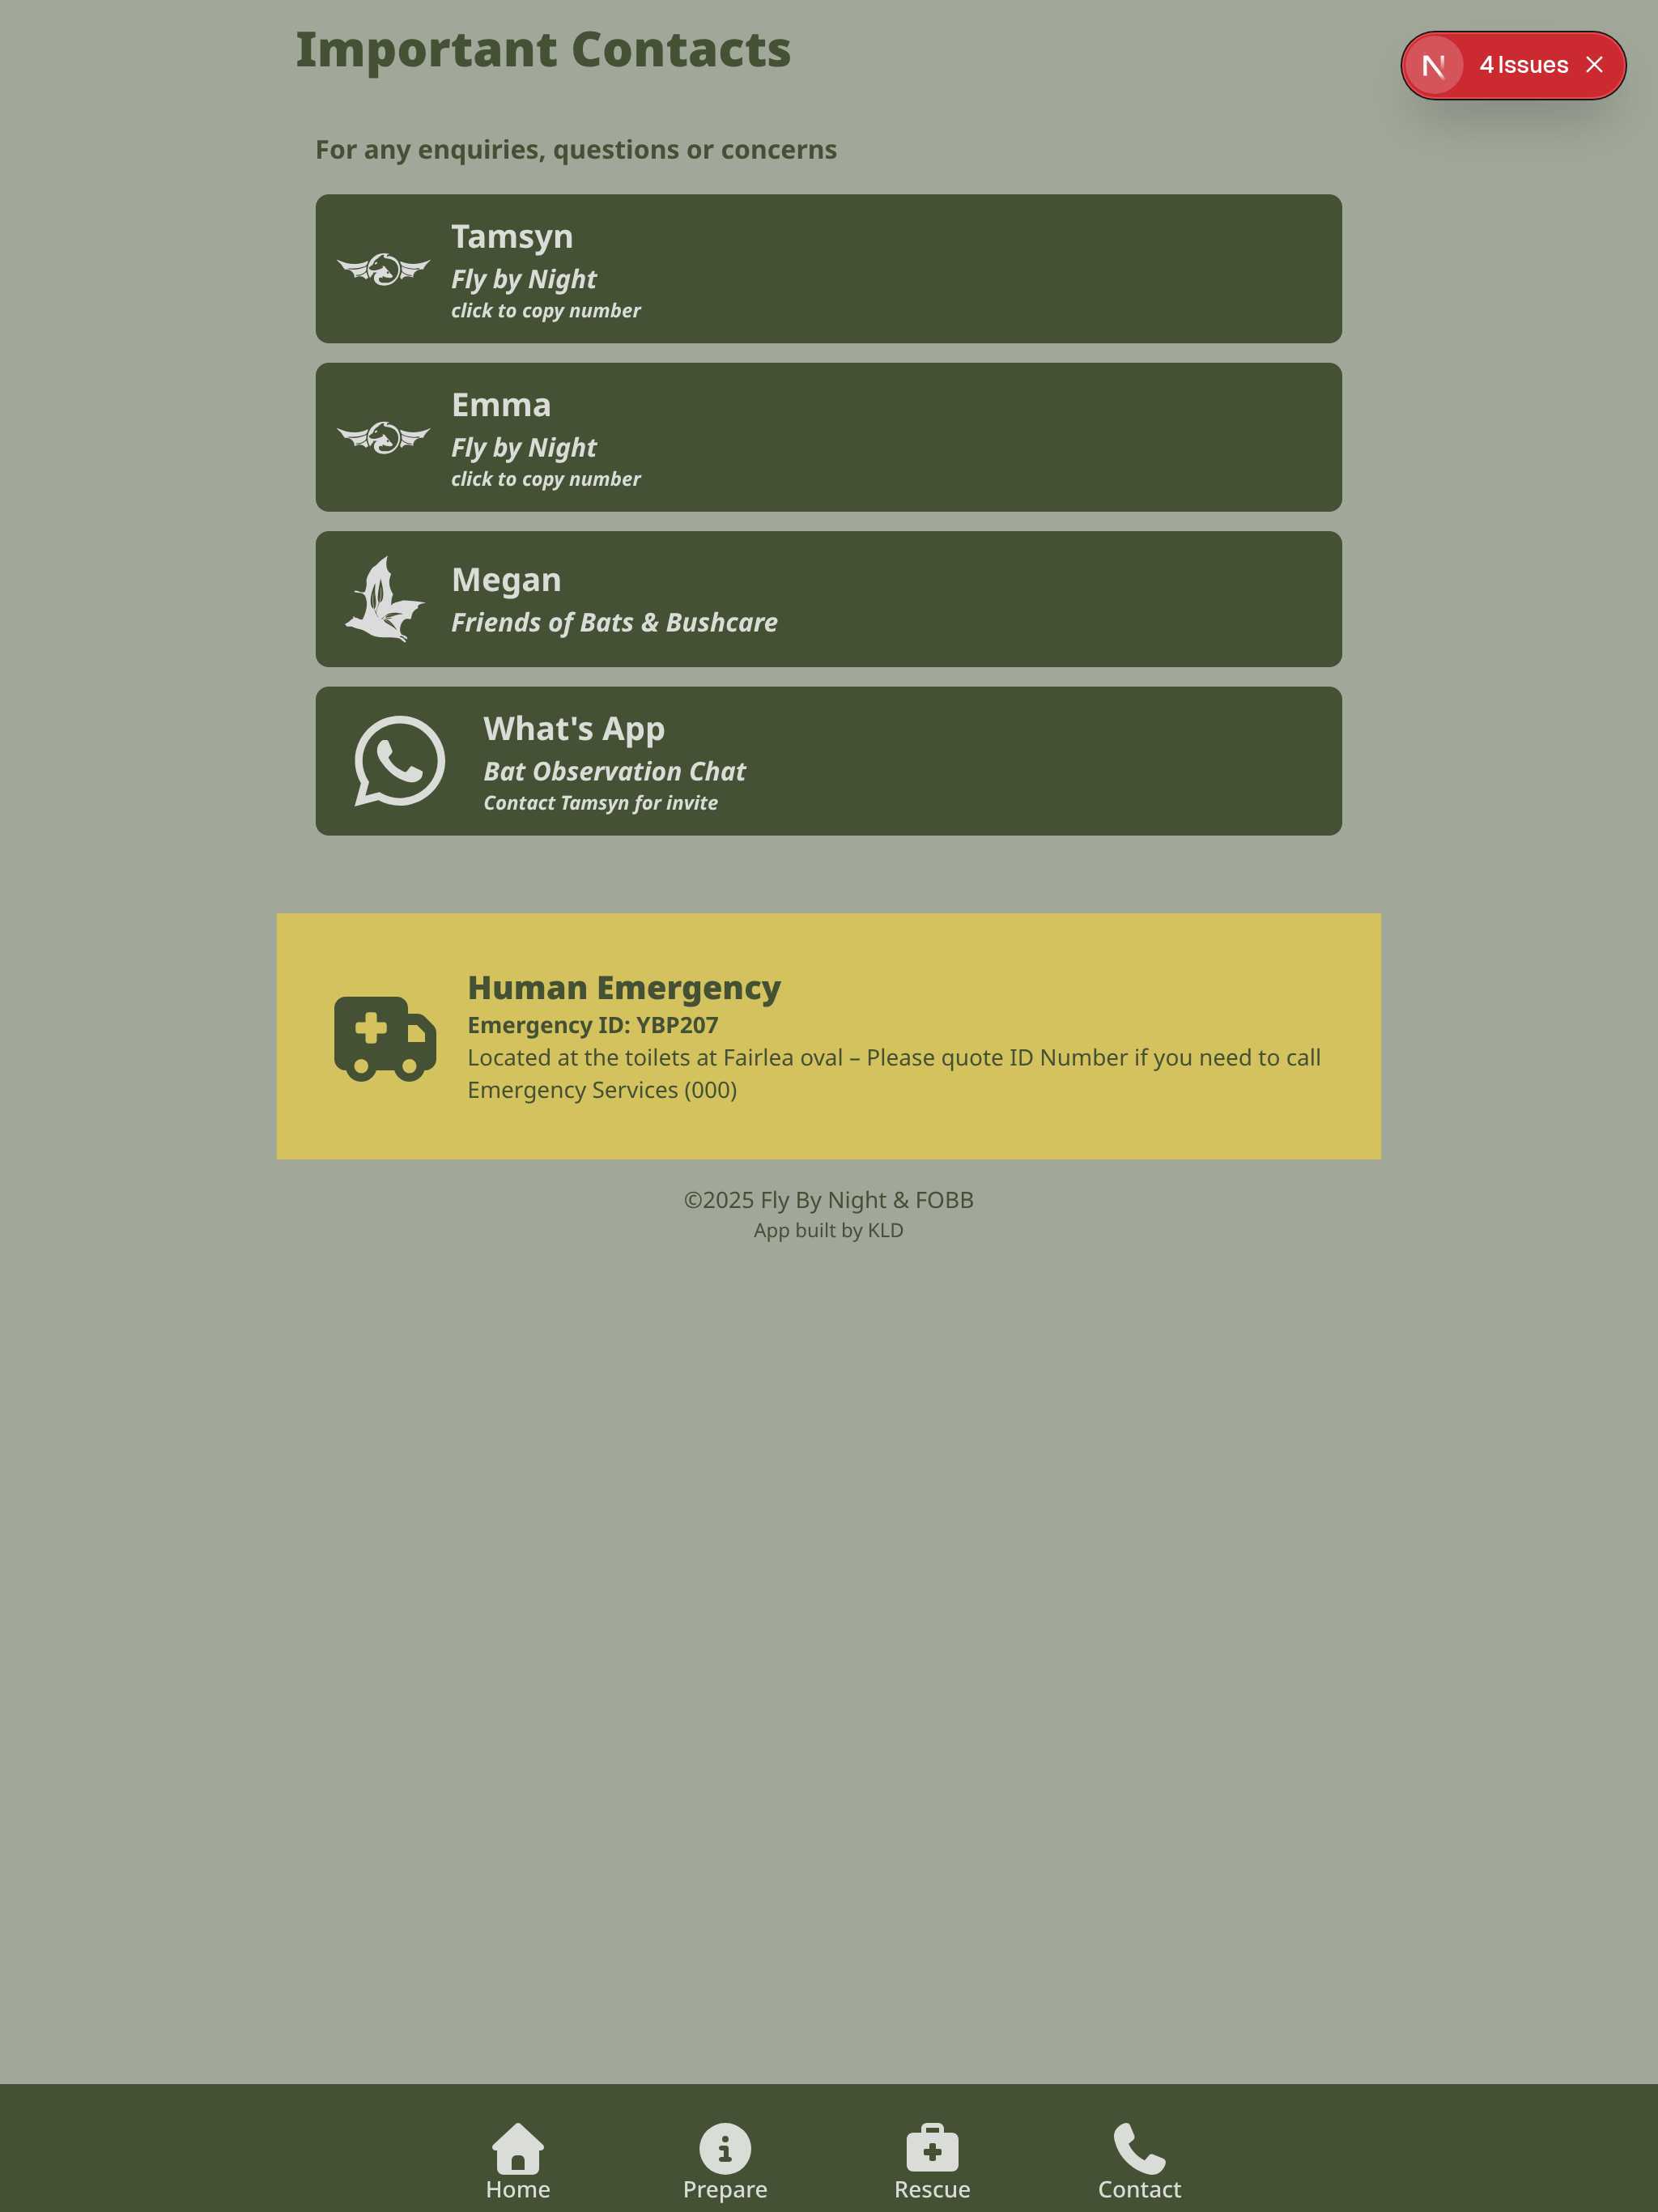 Important Contacts
4 Issues
For any enquiries, questions or concerns
Tamsyn
Fly by Night
click to copy number
Emma
Fly by Night
click to copy number
Megan
Friends of Bats & Bushcare
What's App
Bat Observation Chat
Contact Tamsyn for invite
Human Emergency
Emergency ID: YBP207
Located at the toilets at Fairlea oval – Please quote ID Number if you need to call
Emergency Services (000)
©2025 Fly By Night & FOBB
App built by KLD
Home
Prepare
Rescue
Contact